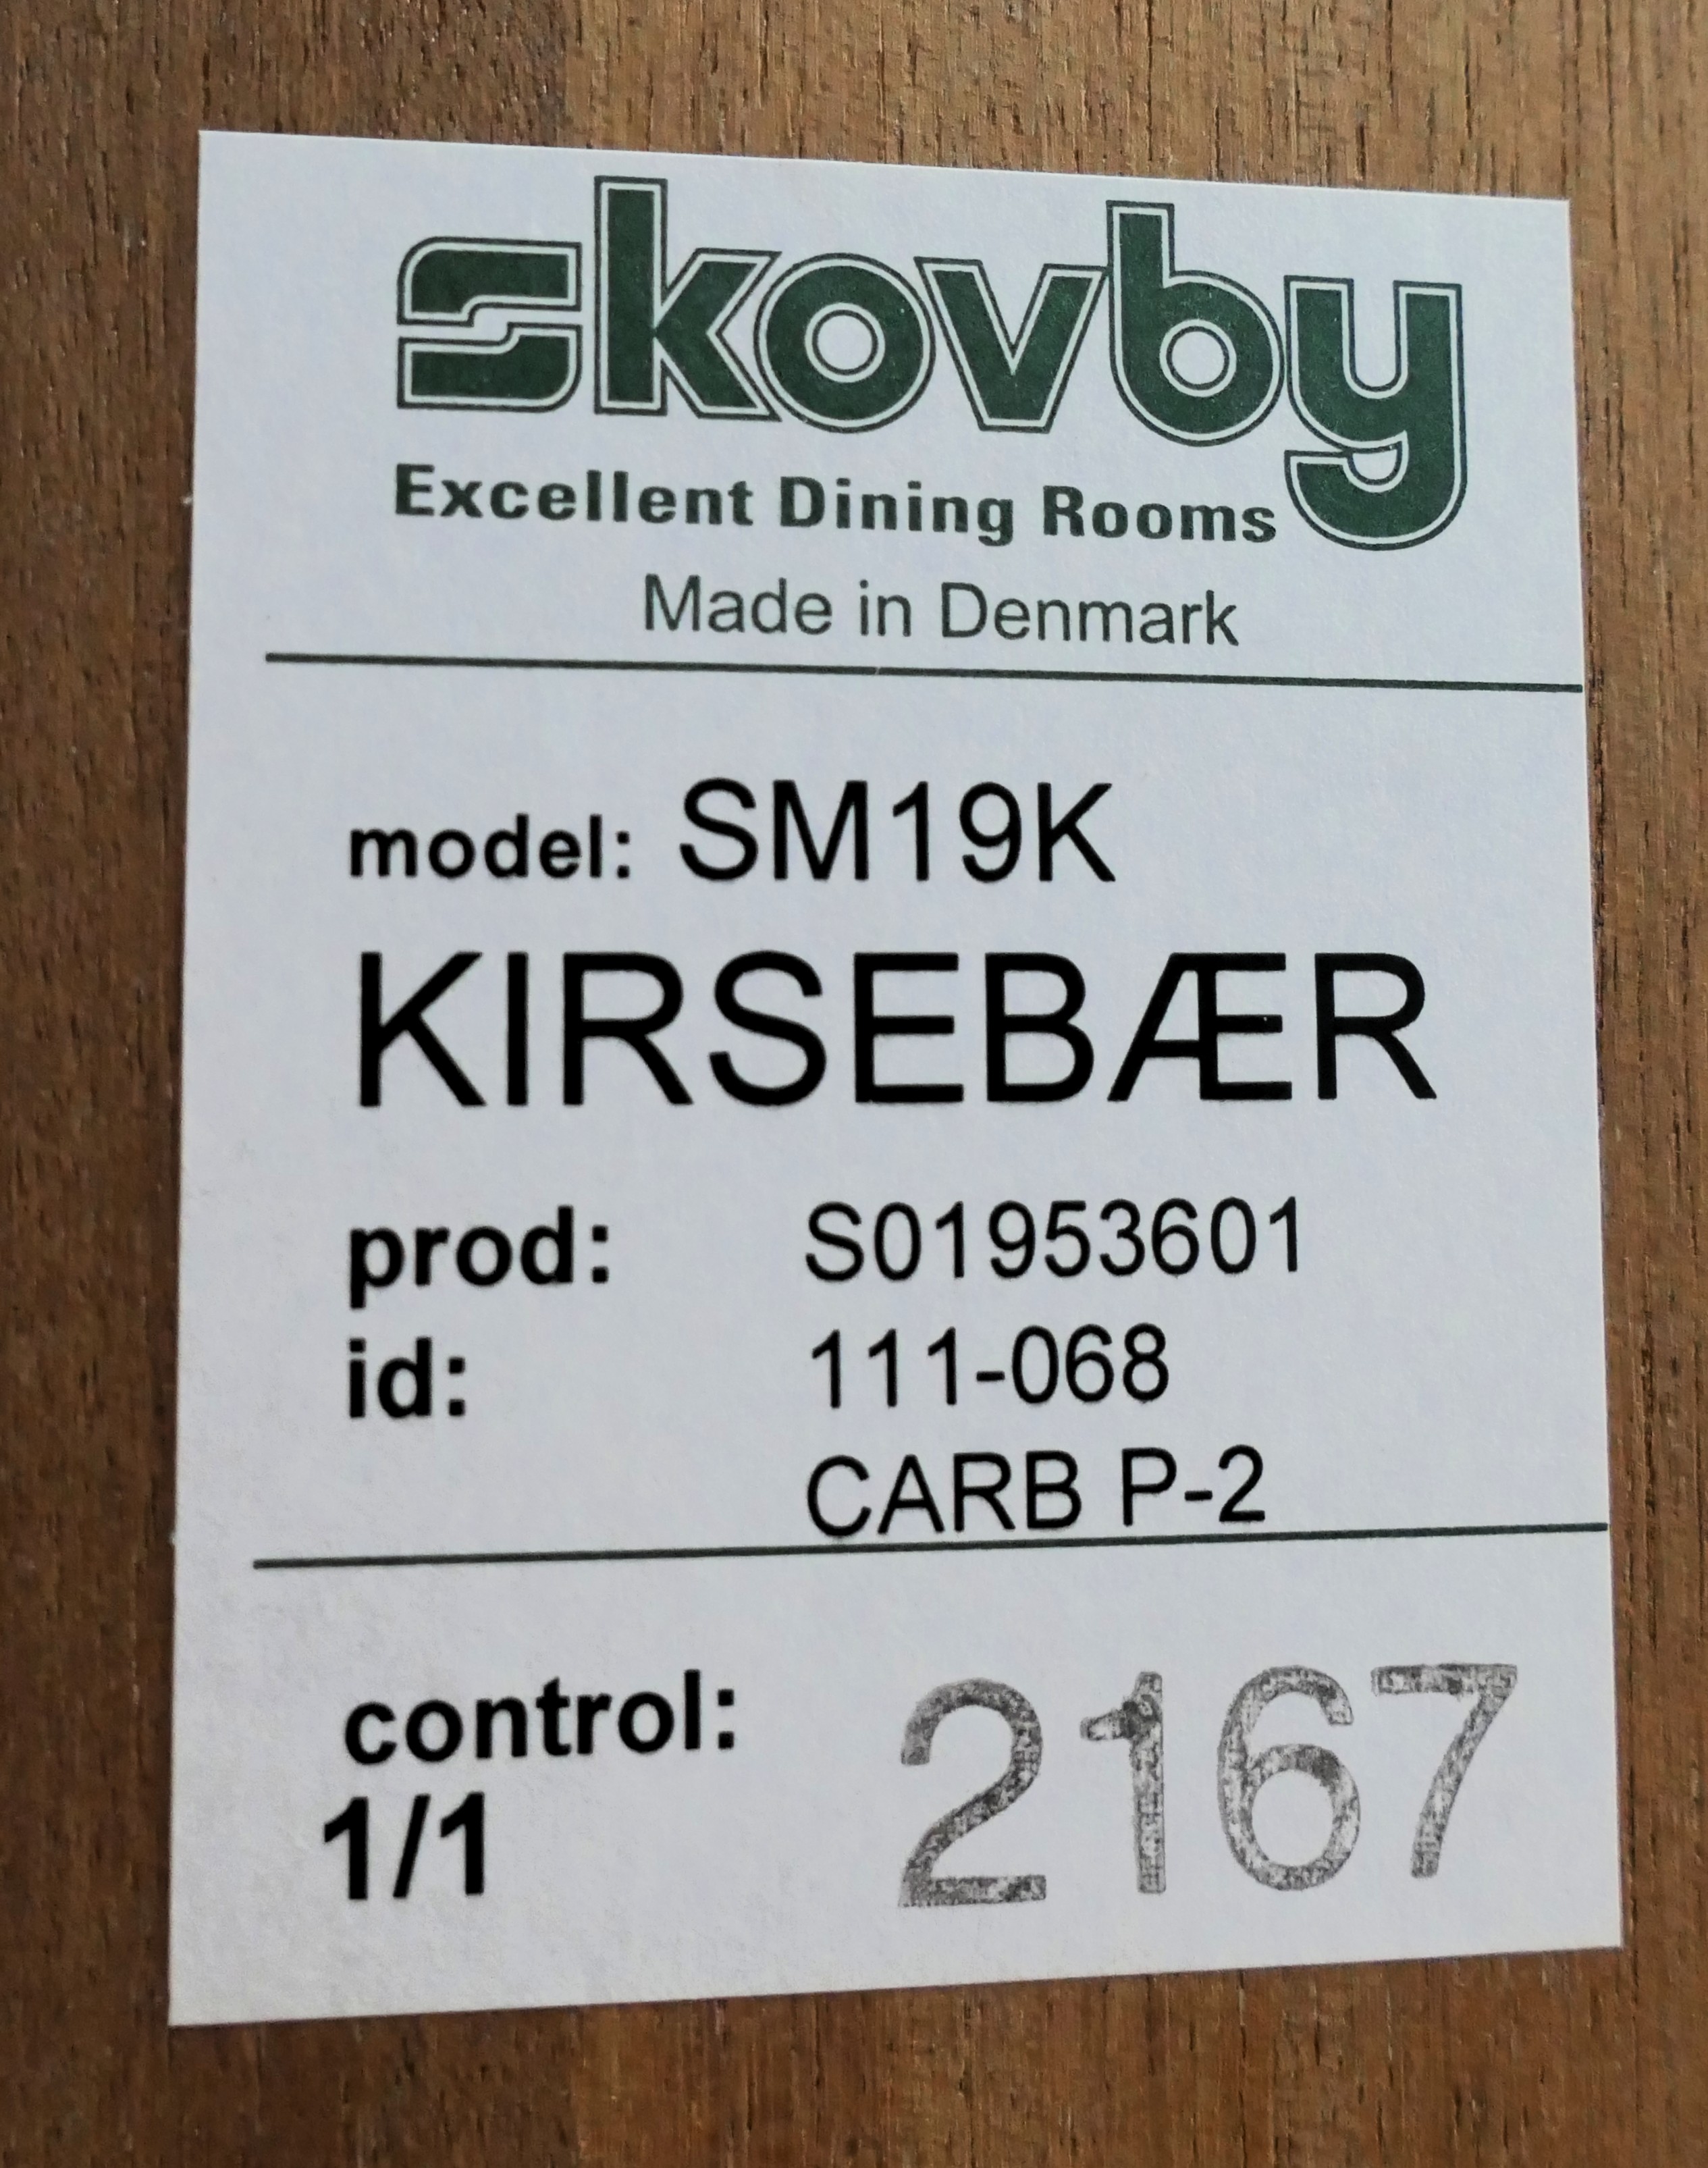 skovby
Excellent Dining Rooms
Made in Denmark
model: SM19K
KIRSEBÆR
prod: S01953601
id: 111-068
CARB P-2
control: 2167
1/1